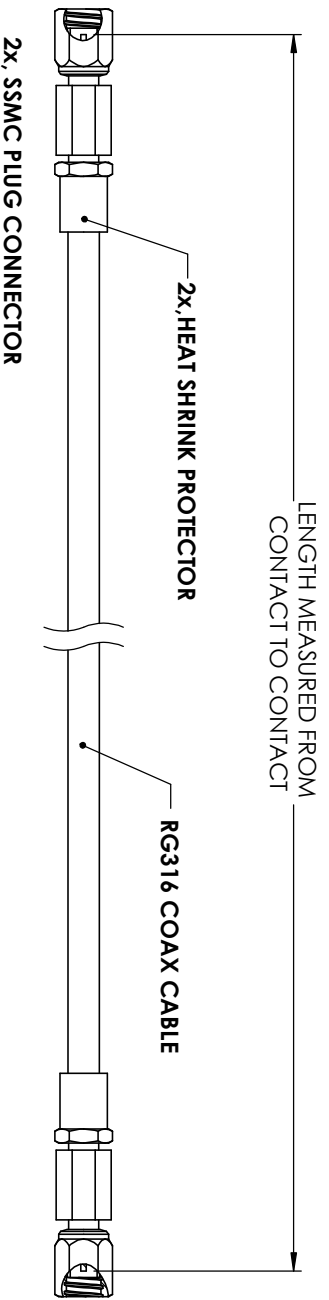 LENGTH MEASURED FROM
CONTACT TO CONTACT
2x,HEAT SHRINK PROTECTOR
RG316 COAX CABLE
2x, SSMC PLUG CONNECTOR